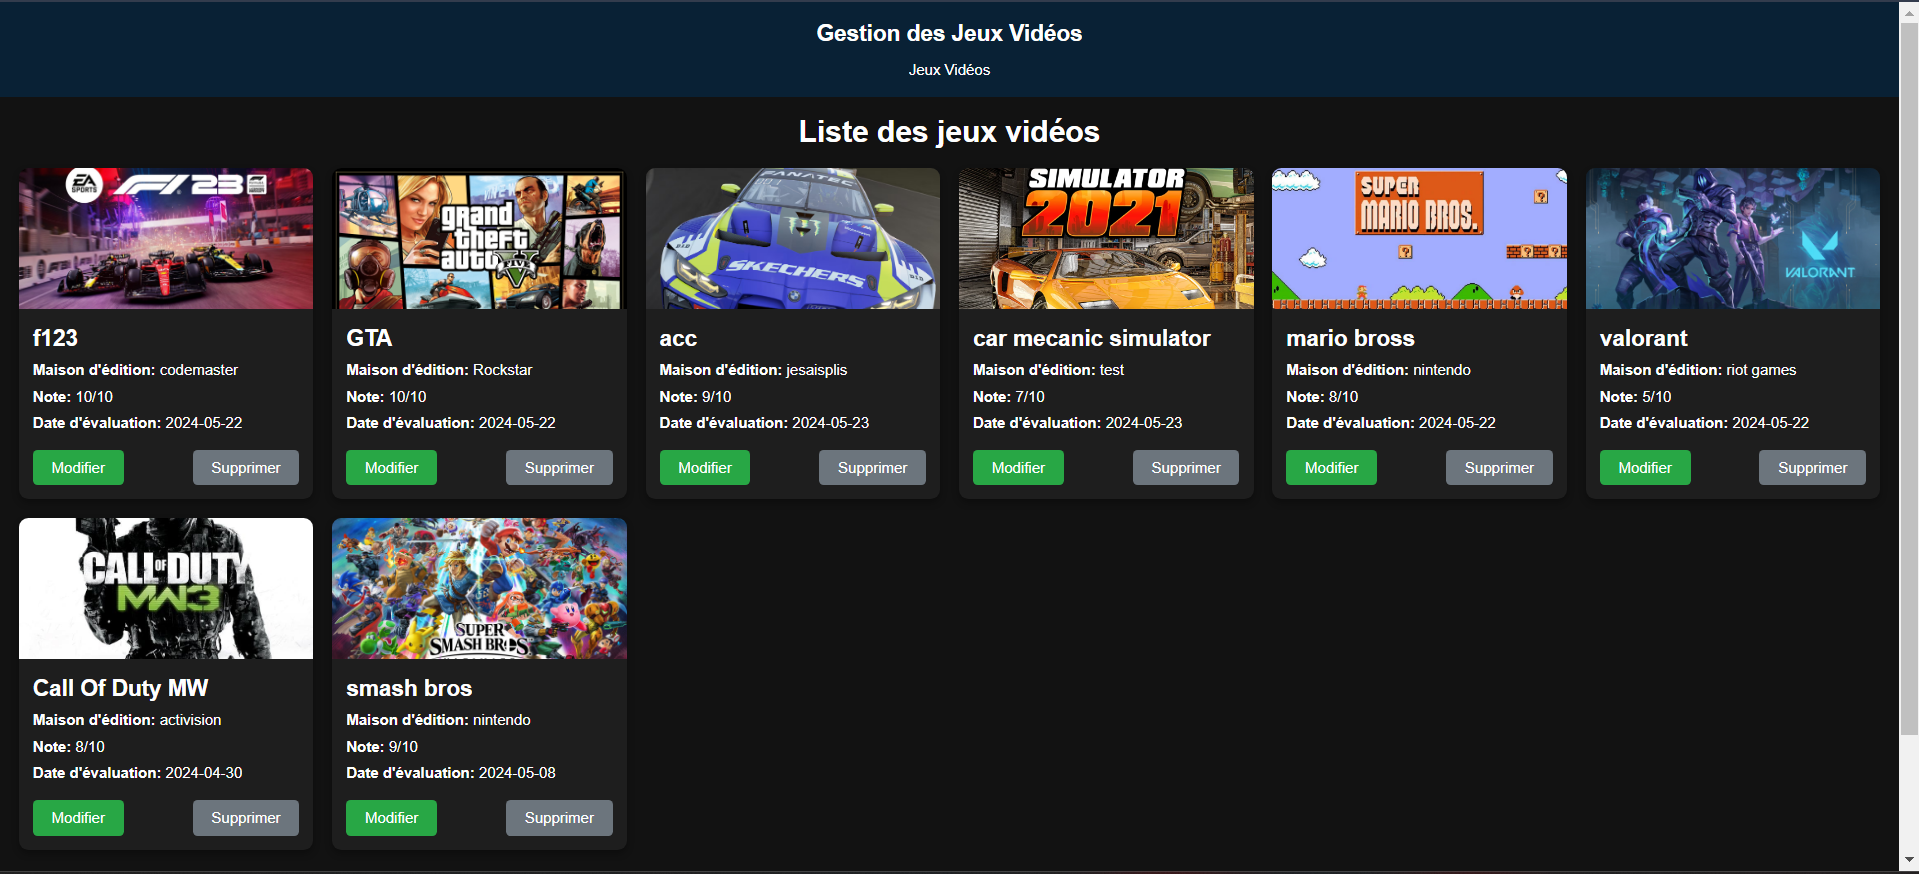 Gestion des Jeux Vidéos
Jeux Vidéos
Liste des jeux vidéos
EA
SPORTS
F1 23
f123
Maison d'édition: codemaster
Note: 10/10
Date d'évaluation: 2024-05-22
Modifier
Supprimer
grand
theft
auto
FIVE
GTA
Maison d'édition: Rockstar
Note: 10/10
Date d'évaluation: 2024-05-22
Modifier
Supprimer
FANATEC
SKECHERS
acc
Maison d'édition: jesaisplis
Note: 9/10
Date d'évaluation: 2024-05-23
Modifier
Supprimer
SIMULATOR
2021
car mecanic simulator
Maison d'édition: test
Note: 7/10
Date d'évaluation: 2024-05-23
Modifier
Supprimer
SUPER
MARIO BROS.
mario bross
Maison d'édition: nintendo
Note: 8/10
Date d'évaluation: 2024-05-22
Modifier
Supprimer
VALORANT
valorant
Maison d'édition: riot games
Note: 5/10
Date d'évaluation: 2024-05-22
Modifier
Supprimer
CALL OF DUTY
MW3
Call Of Duty MW
Maison d'édition: activision
Note: 8/10
Date d'évaluation: 2024-04-30
Modifier
Supprimer
SUPER
SMASH BROS.
smash bros
Maison d'édition: nintendo
Note: 9/10
Date d'évaluation: 2024-05-08
Modifier
Supprimer